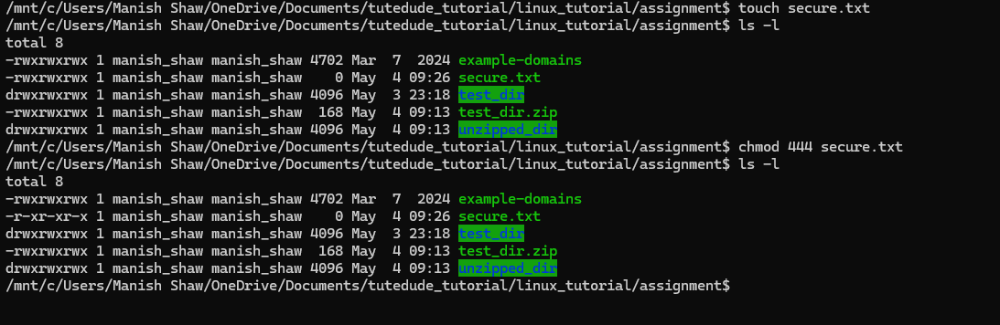 /mnt/c/Users/Manish Shaw/OneDrive/Documents/tutedude_tutorial/linux_tutorial/assignment$ touch secure.txt
/mnt/c/Users/Manish Shaw/OneDrive/Documents/tutedude_tutorial/linux_tutorial/assignment$ ls -l
total 8
-rwxrwxrwx 1 manish_shaw manish_shaw 4702 Mar  7  2024 example-domains
-rwxrwxrwx 1 manish_shaw manish_shaw    0 May  4 09:26 secure.txt
drwxrwxrwx 1 manish_shaw manish_shaw 4096 May  3 23:18 test_dir
-rwxrwxrwx 1 manish_shaw manish_shaw  168 May  4 09:13 test_dir.zip
drwxrwxrwx 1 manish_shaw manish_shaw 4096 May  4 09:13 unzipped_dir
/mnt/c/Users/Manish Shaw/OneDrive/Documents/tutedude_tutorial/linux_tutorial/assignment$ chmod 444 secure.txt
/mnt/c/Users/Manish Shaw/OneDrive/Documents/tutedude_tutorial/linux_tutorial/assignment$ ls -l
total 8
-rwxrwxrwx 1 manish_shaw manish_shaw 4702 Mar  7  2024 example-domains
-r-xr-xr-x 1 manish_shaw manish_shaw    0 May  4 09:26 secure.txt
drwxrwxrwx 1 manish_shaw manish_shaw 4096 May  3 23:18 test_dir
-rwxrwxrwx 1 manish_shaw manish_shaw  168 May  4 09:13 test_dir.zip
drwxrwxrwx 1 manish_shaw manish_shaw 4096 May  4 09:13 unzipped_dir
/mnt/c/Users/Manish Shaw/OneDrive/Documents/tutedude_tutorial/linux_tutorial/assignment$